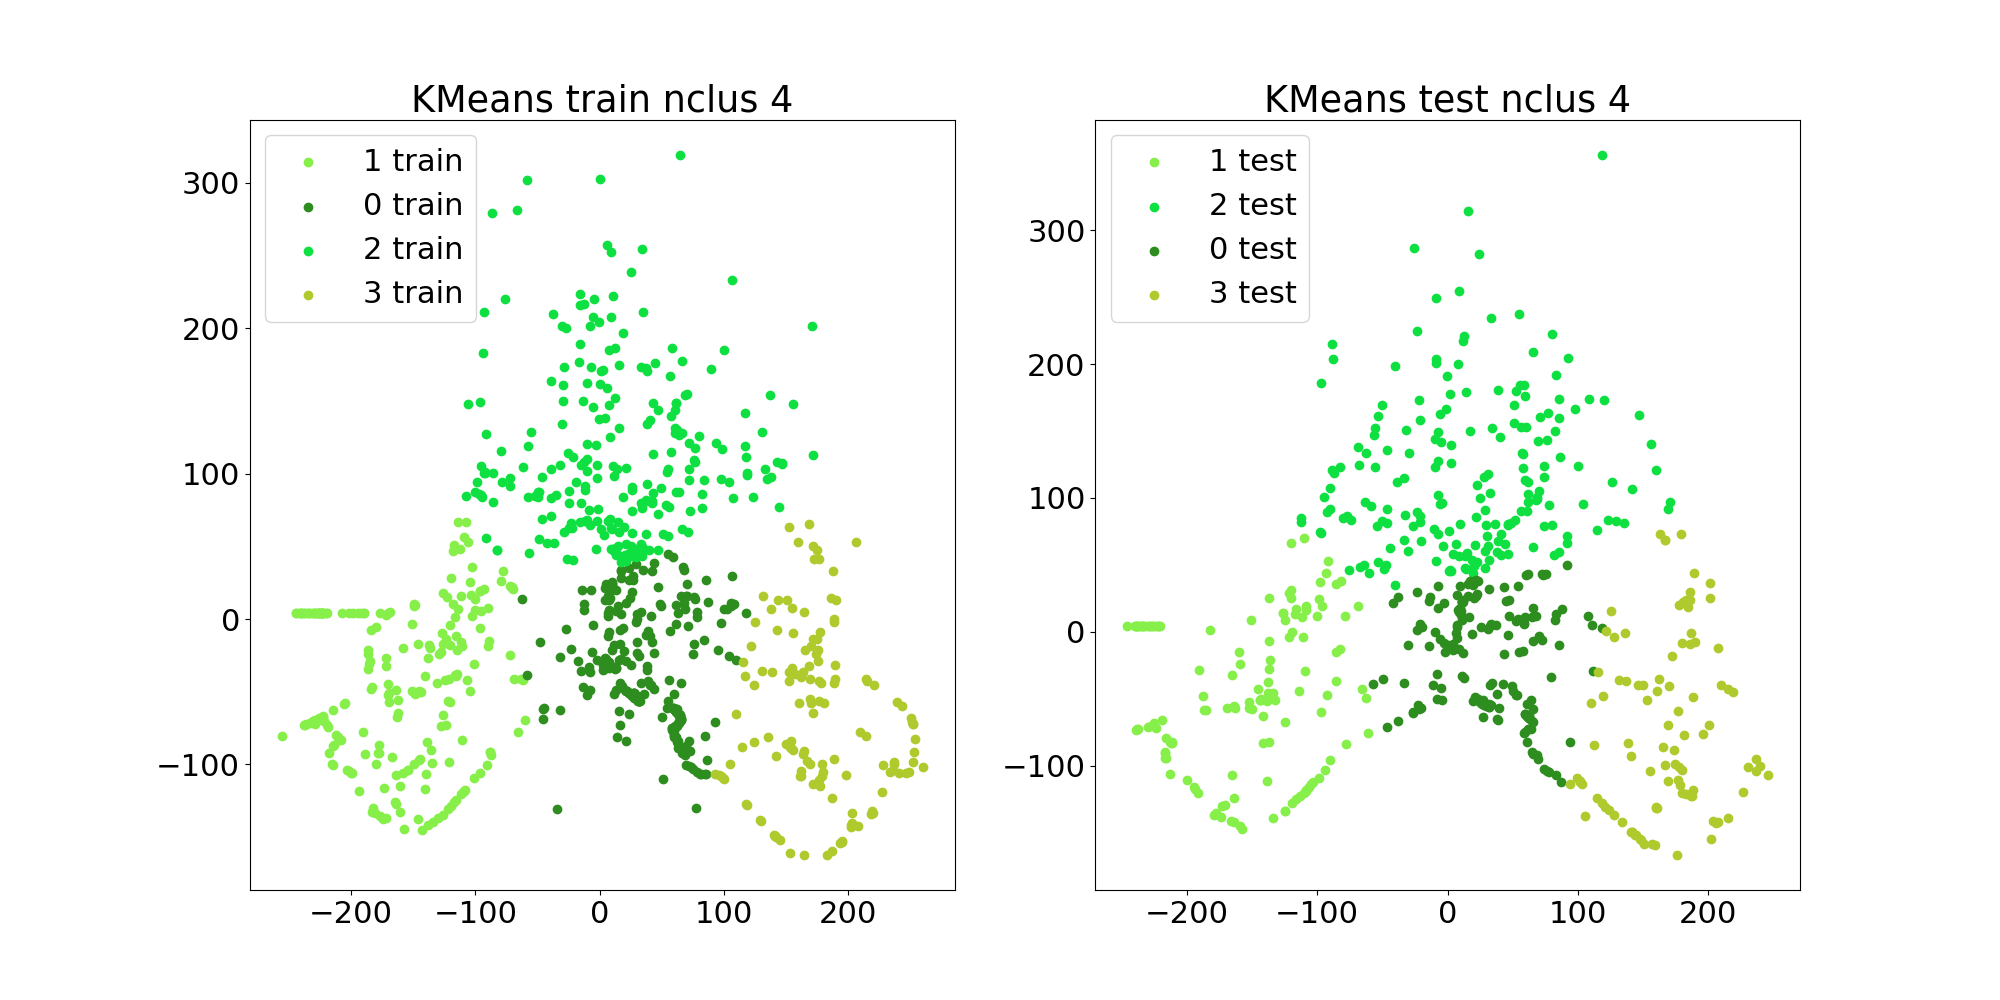 KMeans train nclus 4
1 train
0 train
2 train
3 train
300
200
100
0
−100
−200 −100 0 100 200
KMeans test nclus 4
1 test
2 test
0 test
3 test
300
200
100
0
−100
−200 −100 0 100 200